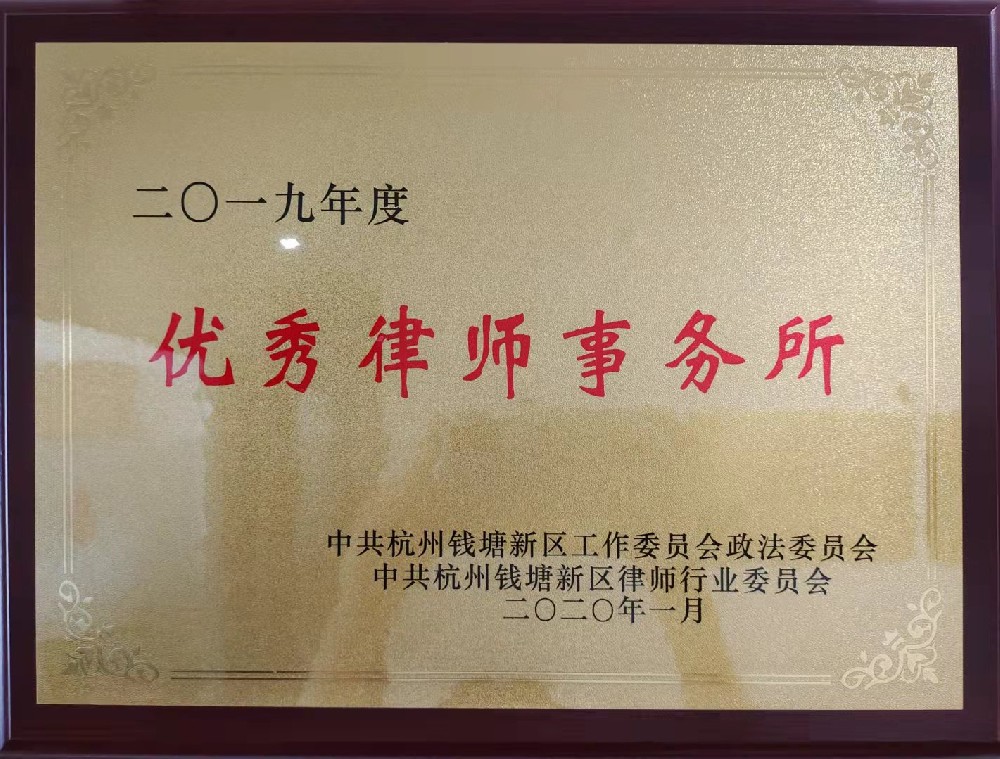 二〇一九年度
优秀律师事务所
中共杭州钱塘新区工作委员会政法委员会
中共杭州钱塘新区律师行业委员会
二〇二〇年一月